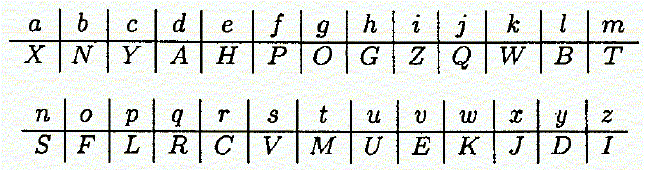 a b c d e f g h i j k l m
X N Y A H P O G Z Q W B T
n o p q r s t u v w x y z
S F L R C V M U E K J D I